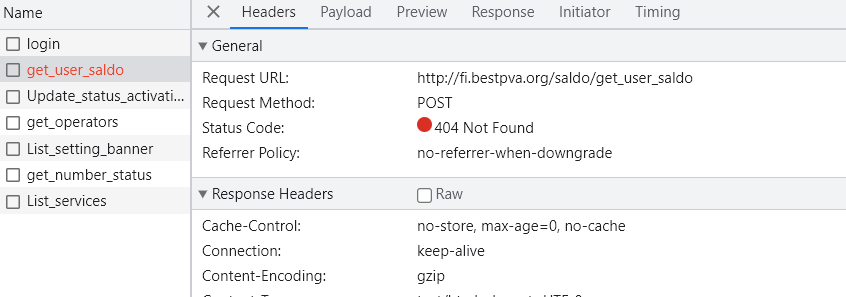 Name
Headers Payload Preview Response Initiator Timing
login
get_user_saldo
Update_status_activati...
get_operators
List_setting_banner
get_number_status
List_services
General
Request URL: http://fi.bestpva.org/saldo/get_user_saldo
Request Method: POST
Status Code: 404 Not Found
Referrer Policy: no-referrer-when-downgrade
Response Headers Raw
Cache-Control: no-store, max-age=0, no-cache
Connection: keep-alive
Content-Encoding: gzip